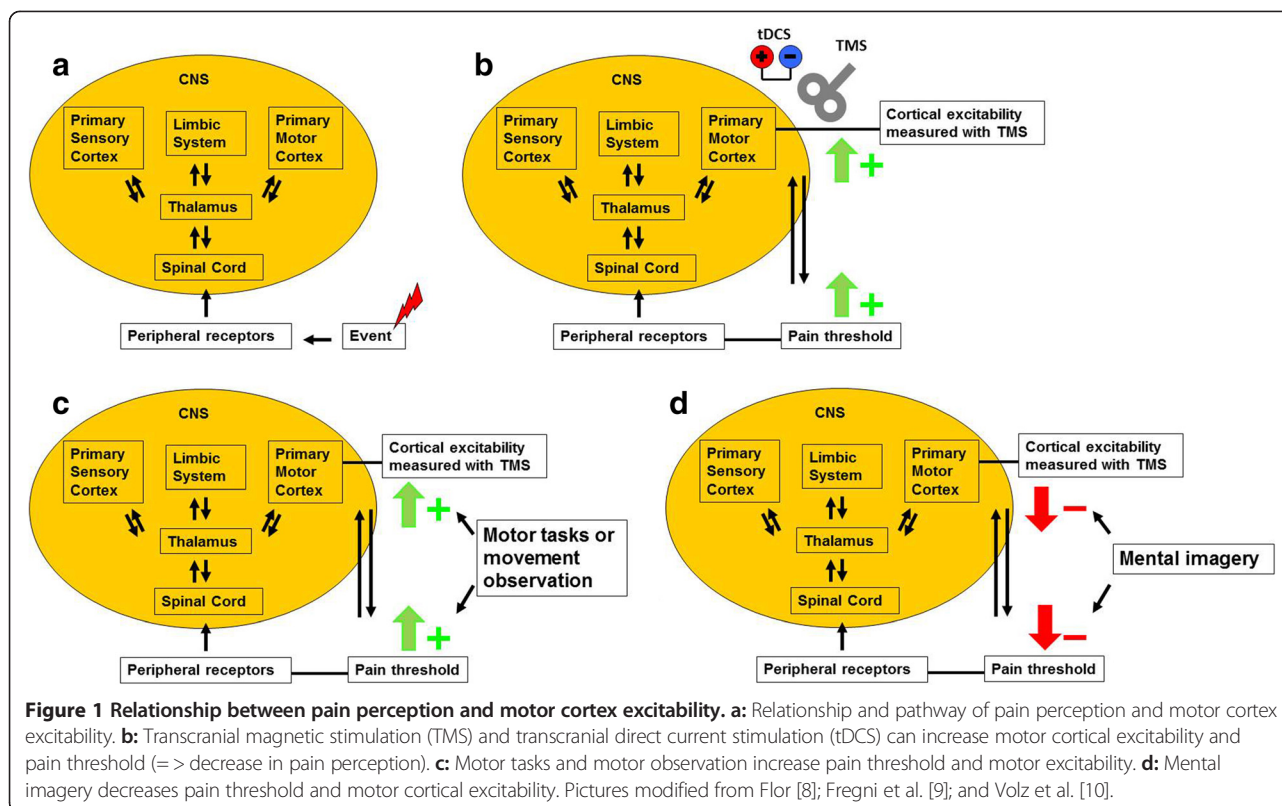 a
CNS
Primary
Sensory
Cortex
Limbic
System
Primary
Motor
Cortex
Thalamus
Spinal Cord
Peripheral receptors
Event
b
tDCS
+
−
TMS
CNS
Primary
Sensory
Cortex
Limbic
System
Primary
Motor
Cortex
Cortical excitability
measured with TMS
+
Thalamus
Spinal Cord
+
Peripheral receptors
Pain threshold
c
CNS
Primary
Sensory
Cortex
Limbic
System
Primary
Motor
Cortex
Cortical excitability
measured with TMS
+
Thalamus
Motor tasks or
movement
observation
Spinal Cord
+
Peripheral receptors
Pain threshold
d
CNS
Primary
Sensory
Cortex
Limbic
System
Primary
Motor
Cortex
Cortical excitability
measured with TMS
−
Thalamus
Mental imagery
Spinal Cord
−
Peripheral receptors
Pain threshold
Figure 1 Relationship between pain perception and motor cortex excitability. a: Relationship and pathway of pain perception and motor cortex
excitability. b: Transcranial magnetic stimulation (TMS) and transcranial direct current stimulation (tDCS) can increase motor cortical excitability and
pain threshold (= > decrease in pain perception). c: Motor tasks and motor observation increase pain threshold and motor excitability. d: Mental
imagery decreases pain threshold and motor cortical excitability. Pictures modified from Flor [8]; Fregni et al. [9]; and Volz et al. [10].